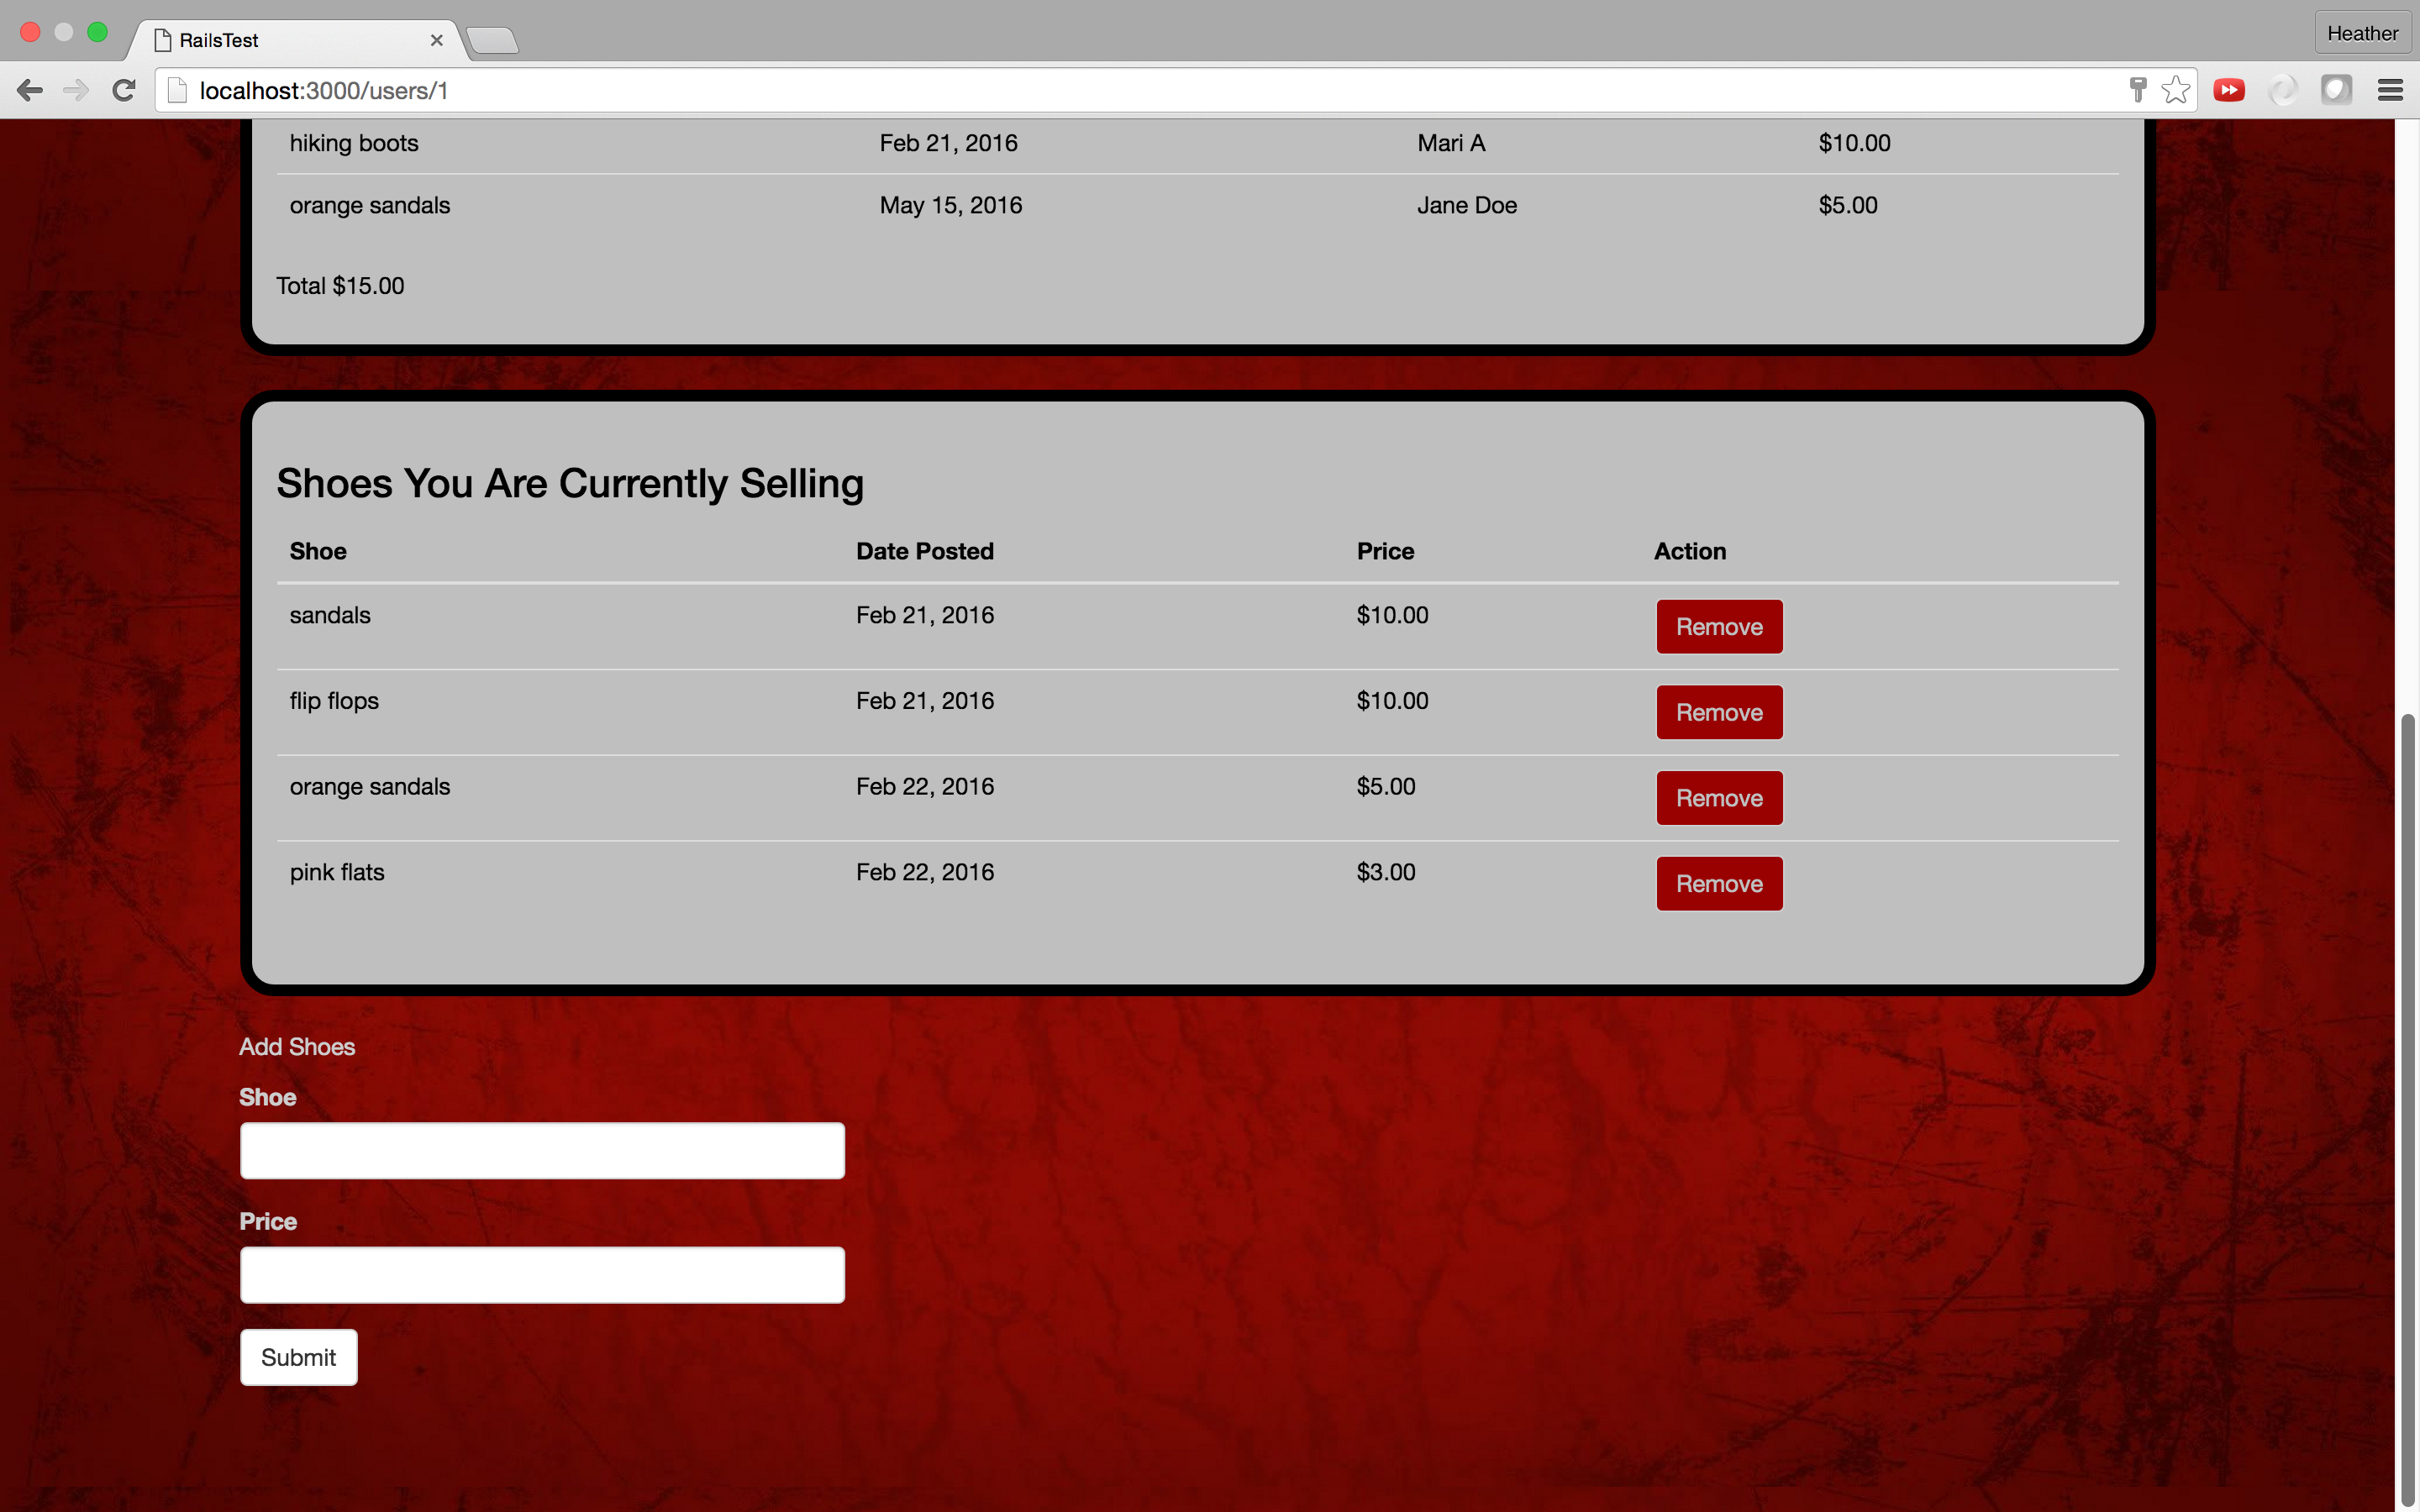 RailsTest
Heather
localhost:3000/users/1
hiking boots Feb 21, 2016 Mari A $10.00
orange sandals May 15, 2016 Jane Doe $5.00
Total $15.00
Shoes You Are Currently Selling
Shoe Date Posted Price Action
sandals Feb 21, 2016 $10.00 Remove
flip flops Feb 21, 2016 $10.00 Remove
orange sandals Feb 22, 2016 $5.00 Remove
pink flats Feb 22, 2016 $3.00 Remove
Add Shoes
Shoe
Price
Submit